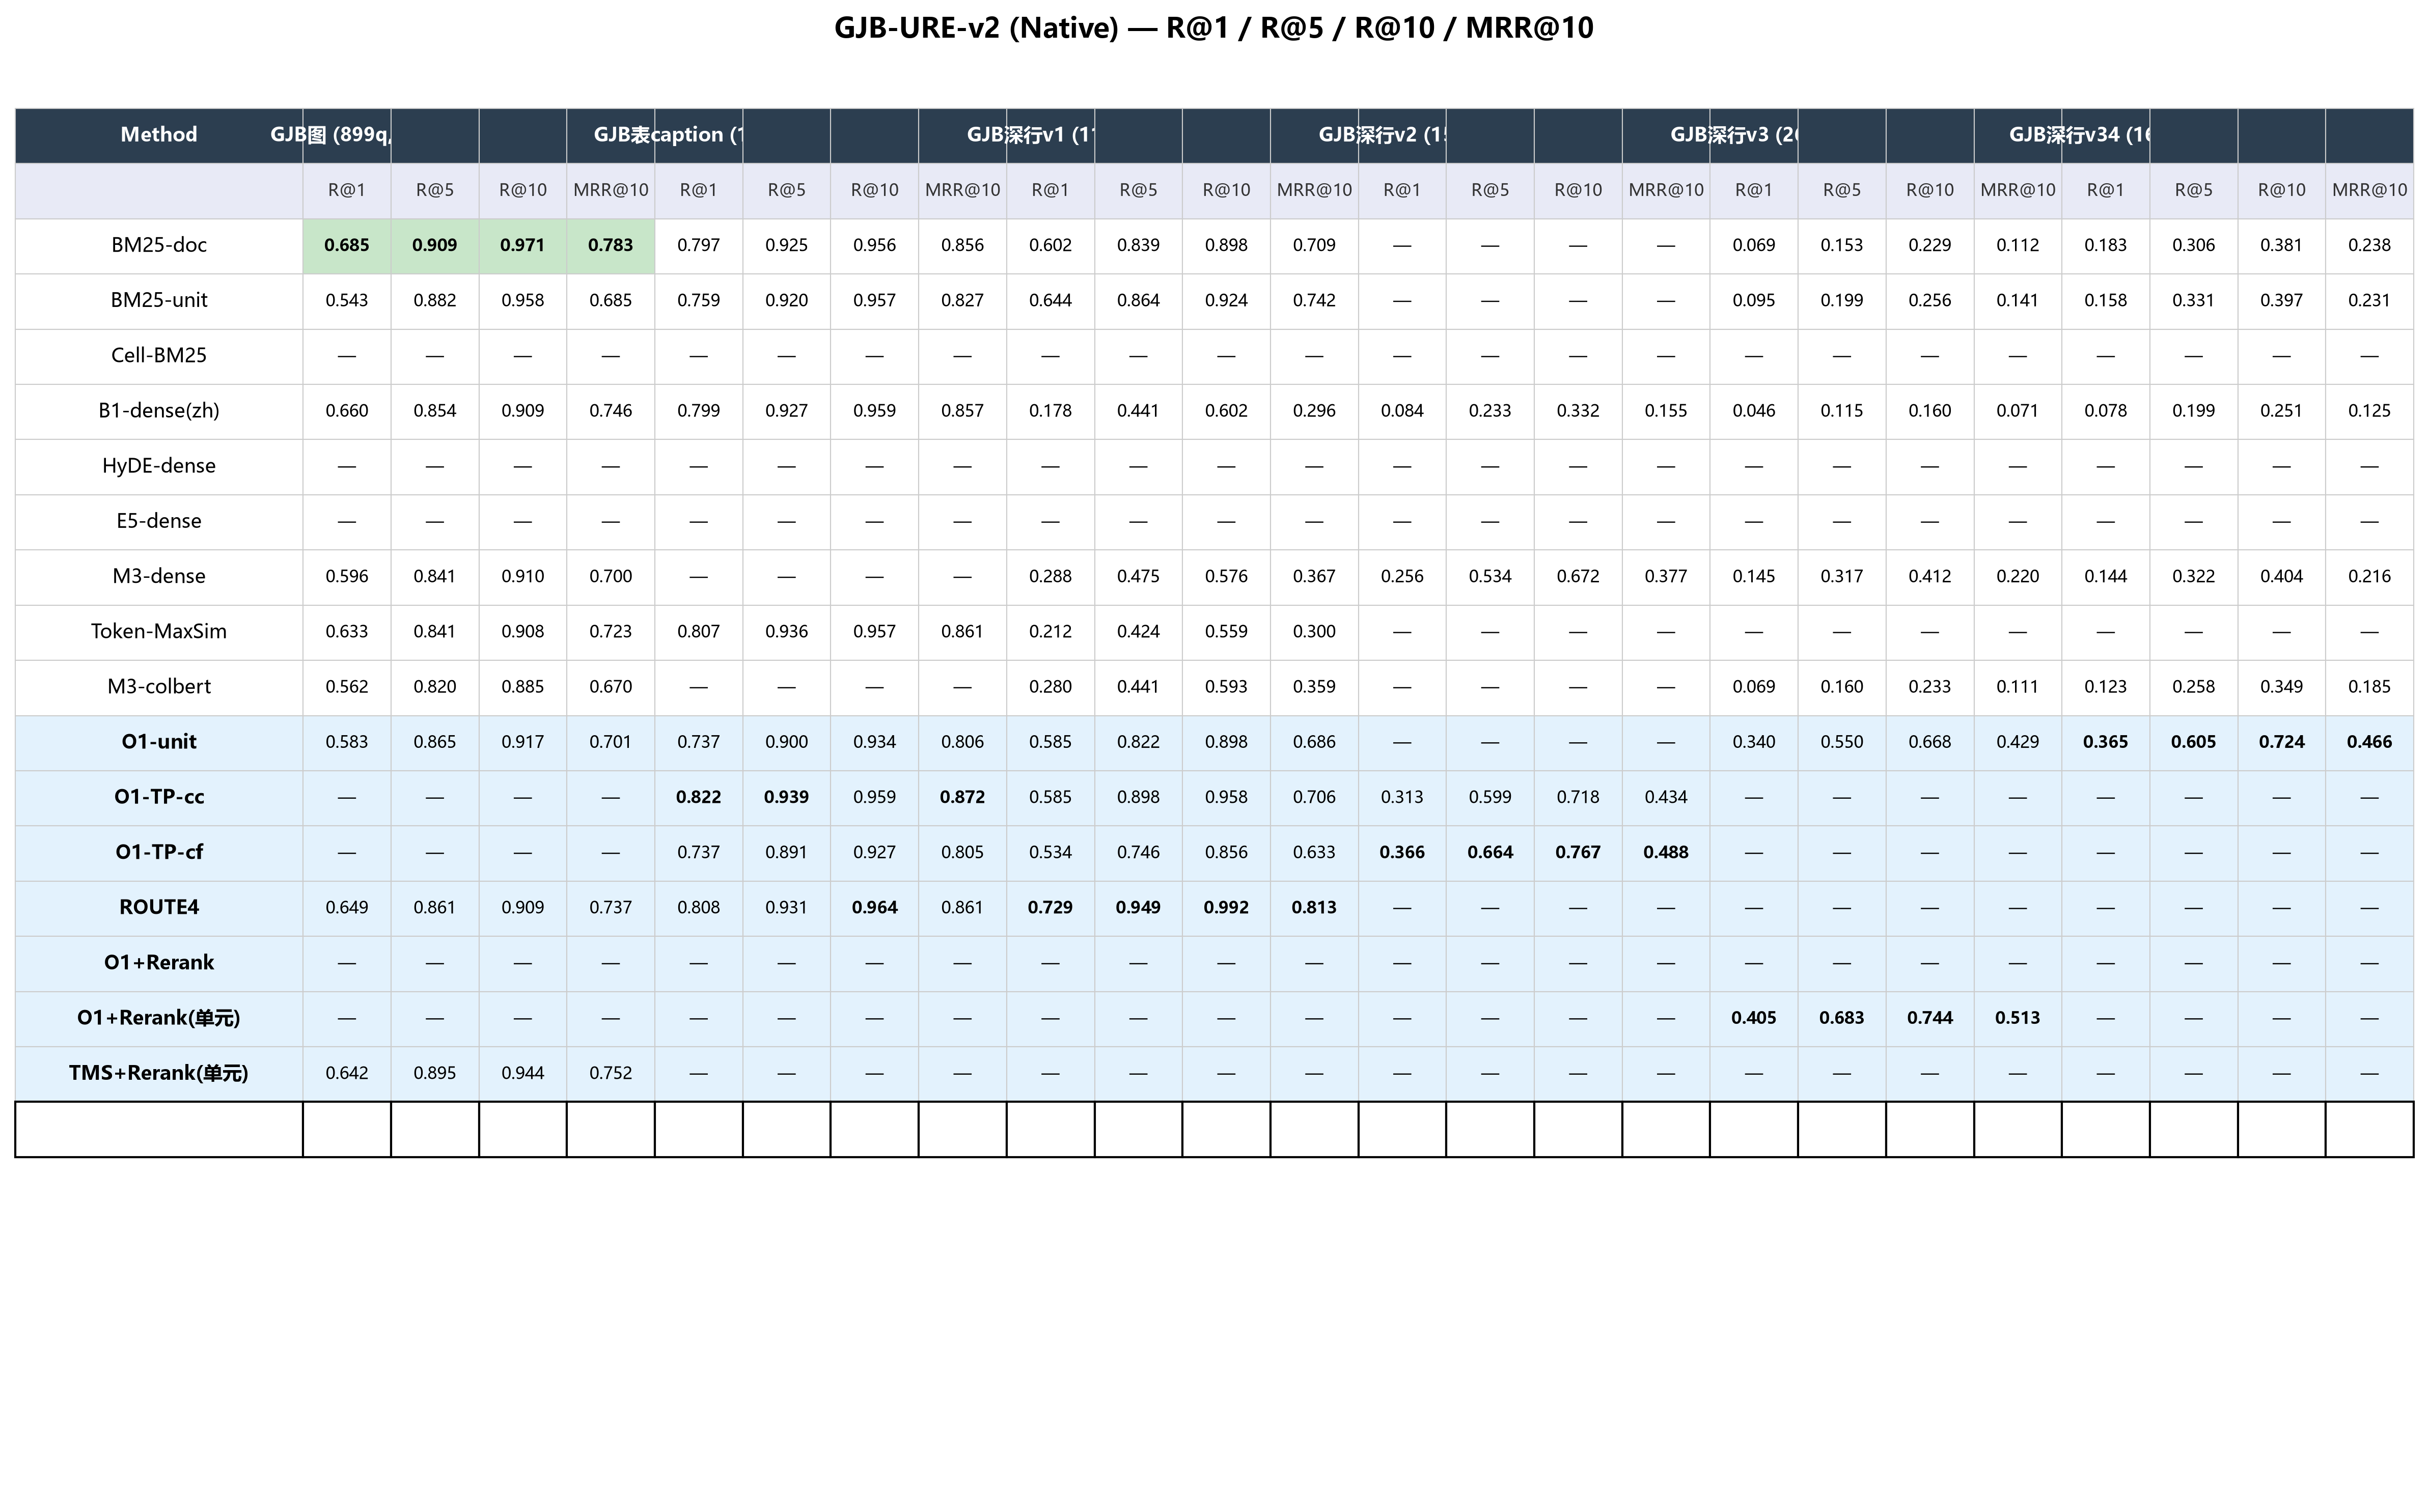 GJB-URE-v2 (Native) — R@1 / R@5 / R@10 / MRR@10
Method GJB图 (899q, GJB表caption (1 GJB深行v1 (11 GJB深行v2 (15 GJB深行v3 (20 GJB深行v34 (16
R@1 R@5 R@10 MRR@10 R@1 R@5 R@10 MRR@10 R@1 R@5 R@10 MRR@10 R@1 R@5 R@10 MRR@10 R@1 R@5 R@10 MRR@10 R@1 R@5 R@10 MRR@10
BM25-doc 0.685 0.909 0.971 0.783 0.797 0.925 0.956 0.856 0.602 0.839 0.898 0.709 — — — — 0.069 0.153 0.229 0.112 0.183 0.306 0.381 0.238
BM25-unit 0.543 0.882 0.958 0.685 0.759 0.920 0.957 0.827 0.644 0.864 0.924 0.742 — — — — 0.095 0.199 0.256 0.141 0.158 0.331 0.397 0.231
Cell-BM25 — — — — — — — — — — — — — — — — — — — — — — — —
B1-dense(zh) 0.660 0.854 0.909 0.746 0.799 0.927 0.959 0.857 0.178 0.441 0.602 0.296 0.084 0.233 0.332 0.155 0.046 0.115 0.160 0.071 0.078 0.199 0.251 0.125
HyDE-dense — — — — — — — — — — — — — — — — — — — — — — — —
E5-dense — — — — — — — — — — — — — — — — — — — — — — — —
M3-dense 0.596 0.841 0.910 0.700 — — — — 0.288 0.475 0.576 0.367 0.256 0.534 0.672 0.377 0.145 0.317 0.412 0.220 0.144 0.322 0.404 0.216
Token-MaxSim 0.633 0.841 0.908 0.723 0.807 0.936 0.957 0.861 0.212 0.424 0.559 0.300 — — — — — — — — — — — —
M3-colbert 0.562 0.820 0.885 0.670 — — — — 0.280 0.441 0.593 0.359 — — — — 0.069 0.160 0.233 0.111 0.123 0.258 0.349 0.185
O1-unit 0.583 0.865 0.917 0.701 0.737 0.900 0.934 0.806 0.585 0.822 0.898 0.686 — — — — 0.340 0.550 0.668 0.429 0.365 0.605 0.724 0.466
O1-TP-cc — — — — 0.822 0.939 0.959 0.872 0.585 0.898 0.958 0.706 0.313 0.599 0.718 0.434 — — — — — — — —
O1-TP-cf — — — — 0.737 0.891 0.927 0.805 0.534 0.746 0.856 0.633 0.366 0.664 0.767 0.488 — — — — — — — —
ROUTE4 0.649 0.861 0.909 0.737 0.808 0.931 0.964 0.861 0.729 0.949 0.992 0.813 — — — — — — — — — — — —
O1+Rerank — — — — — — — — — — — — — — — — — — — — — — — —
O1+Rerank(单元) — — — — — — — — — — — — — — — — 0.405 0.683 0.744 0.513 — — — —
TMS+Rerank(单元) 0.642 0.895 0.944 0.752 — — — — — — — — — — — — — — — — — — — —